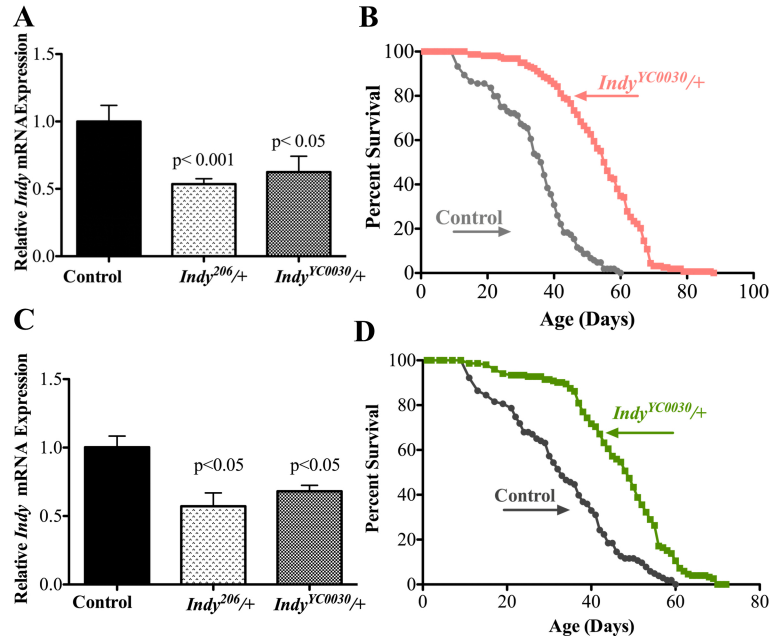 A
Relative Indy mRNA Expression
1.5
1.0
0.5
0.0
p< 0.001
p< 0.05
Control
Indy²⁰⁶/+
Indyʸᶜ⁰⁰³⁰/+
B
Percent Survival
100
80
60
40
20
0
IndyYC0030/+
Control
0
20
40
60
80
100
Age (Days)
C
Relative Indy mRNA Expression
1.5
1.0
0.5
0.0
p<0.05
p<0.05
Control
Indy206/+
IndyYC0030/+
D
Percent Survival
100
80
60
40
20
0
IndyYC0030/+
Control
0
20
40
60
80
Age (Days)